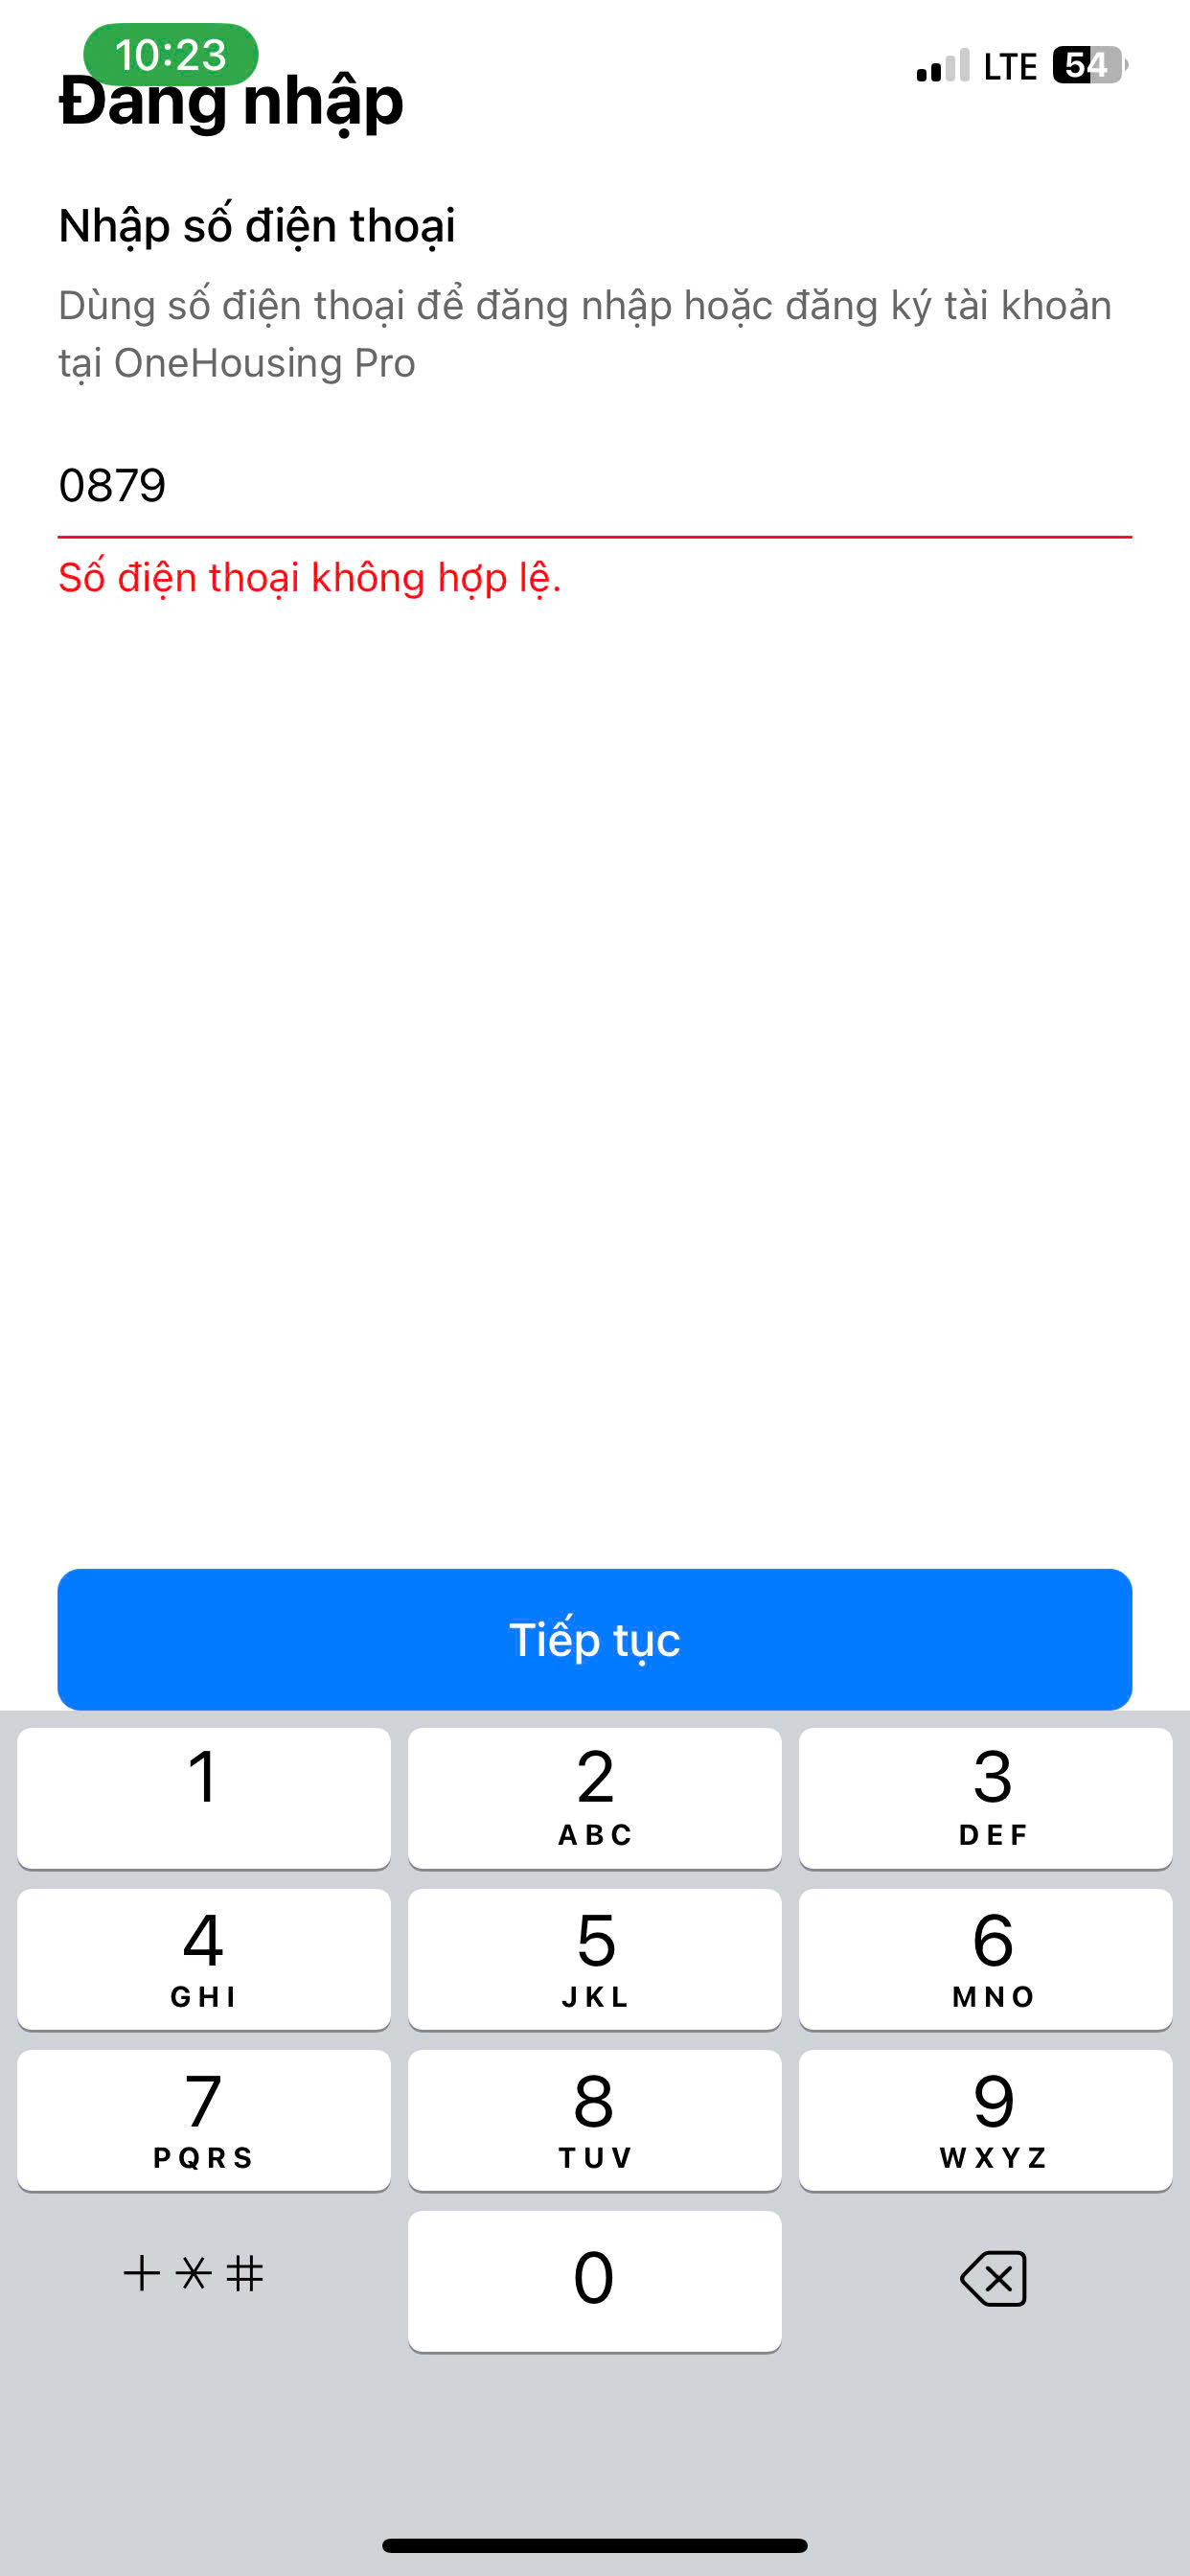 10:23
LTE 54
Đăng nhập
Nhập số điện thoại
Dùng số điện thoại để đăng nhập hoặc đăng ký tài khoản
tại OneHousing Pro
0879
Số điện thoại không hợp lệ.
Tiếp tục
1 2 3
ABC DEF
4 5 6
GHI JKL MNO
7 8 9
PQRS TUV WXYZ
+*# 0